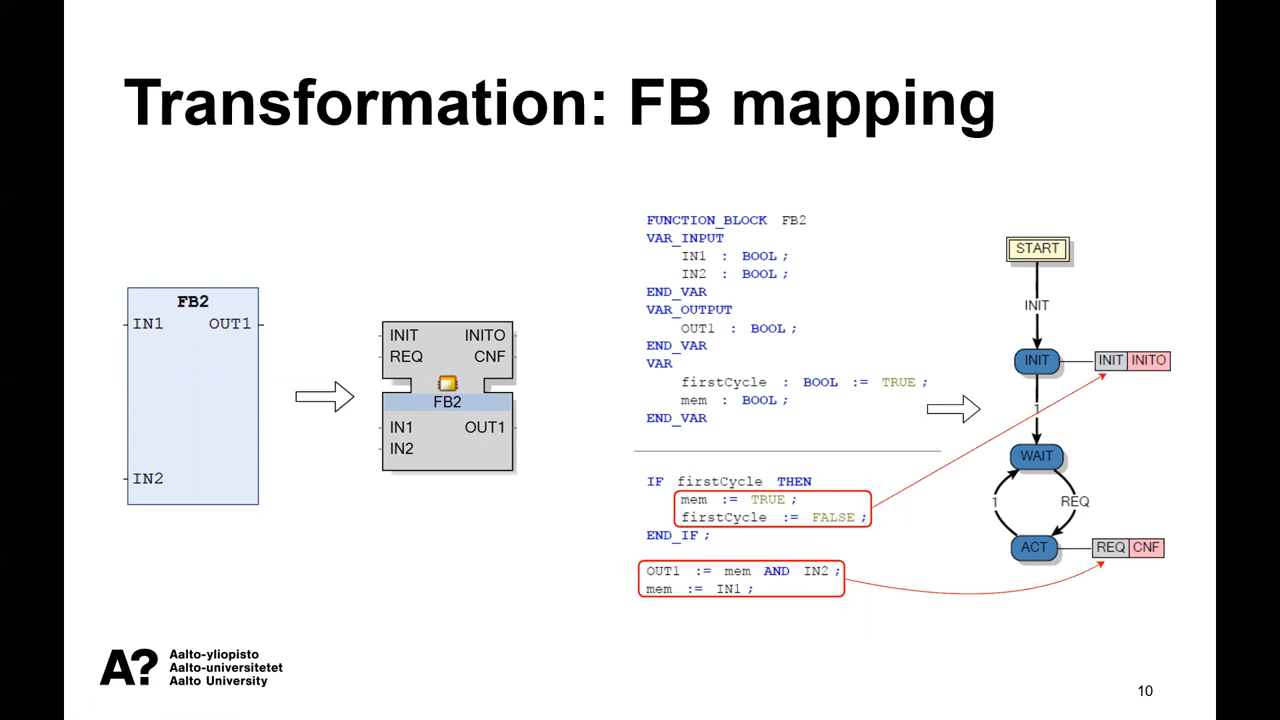 Transformation: FB mapping
FB2
IN1 OUT1
IN2
INIT INITO
REQ CNF
FB2
IN1 OUT1
IN2
FUNCTION_BLOCK FB2
VAR_INPUT
IN1 : BOOL;
IN2 : BOOL;
END_VAR
VAR_OUTPUT
OUT1 : BOOL;
END_VAR
VAR
firstCycle : BOOL := TRUE;
mem : BOOL;
END_VAR
IF firstCycle THEN
mem := TRUE;
firstCycle := FALSE;
END_IF;
OUT1 := mem AND IN2;
mem := IN1;
START
INIT
INIT INIT INITO
1
WAIT
1 REQ
ACT REQ CNF
A?
Aalto-yliopisto
Aalto-universitetet
Aalto University
10